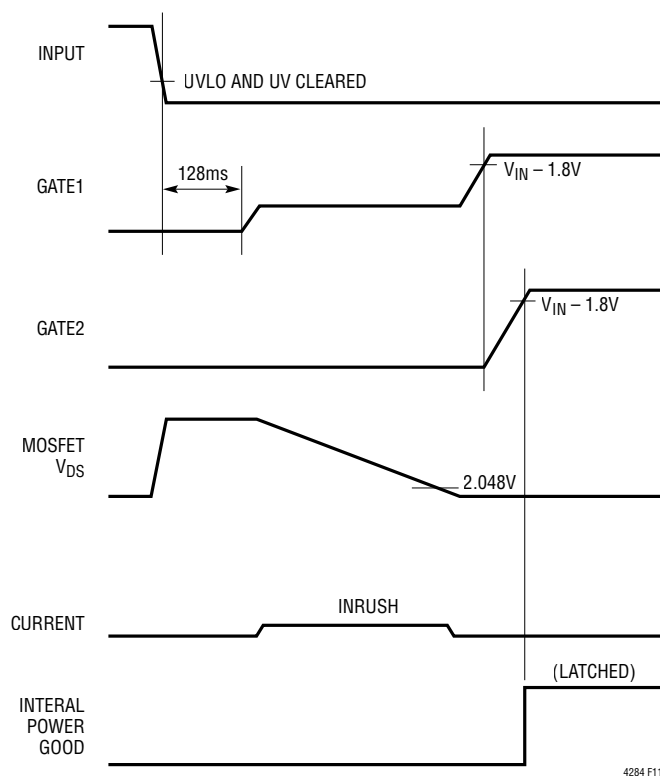 INPUT
UVLO AND UV CLEARED
128ms
GATE1
VIN – 1.8V
GATE2
VIN – 1.8V
MOSFET
VDS
2.048V
CURRENT
INRUSH
(LATCHED)
INTERAL
POWER
GOOD
4284 F11